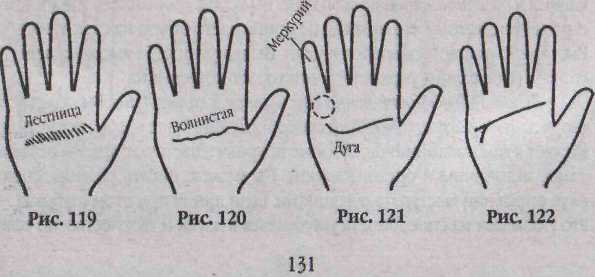 Меркурий
Лестница
Волнистая
Дуга
Рис. 119
Рис. 120
Рис. 121
Рис. 122
131